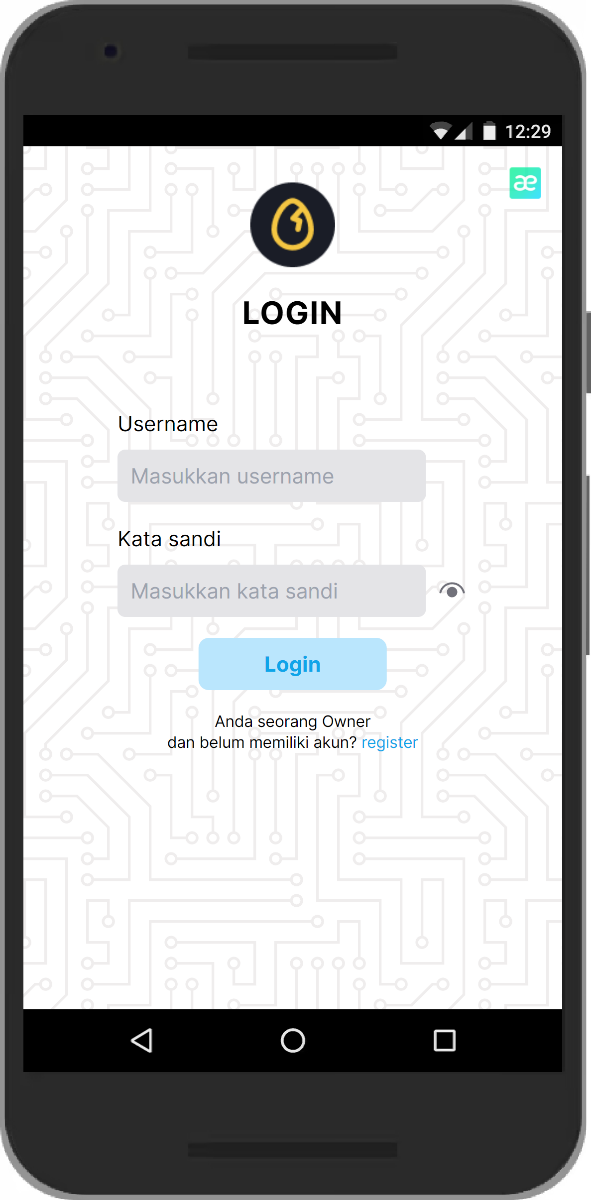 12:29
æ
LOGIN
Username
Masukkan username
Kata sandi
Masukkan kata sandi
Login
Anda seorang Owner
dan belum memiliki akun? register